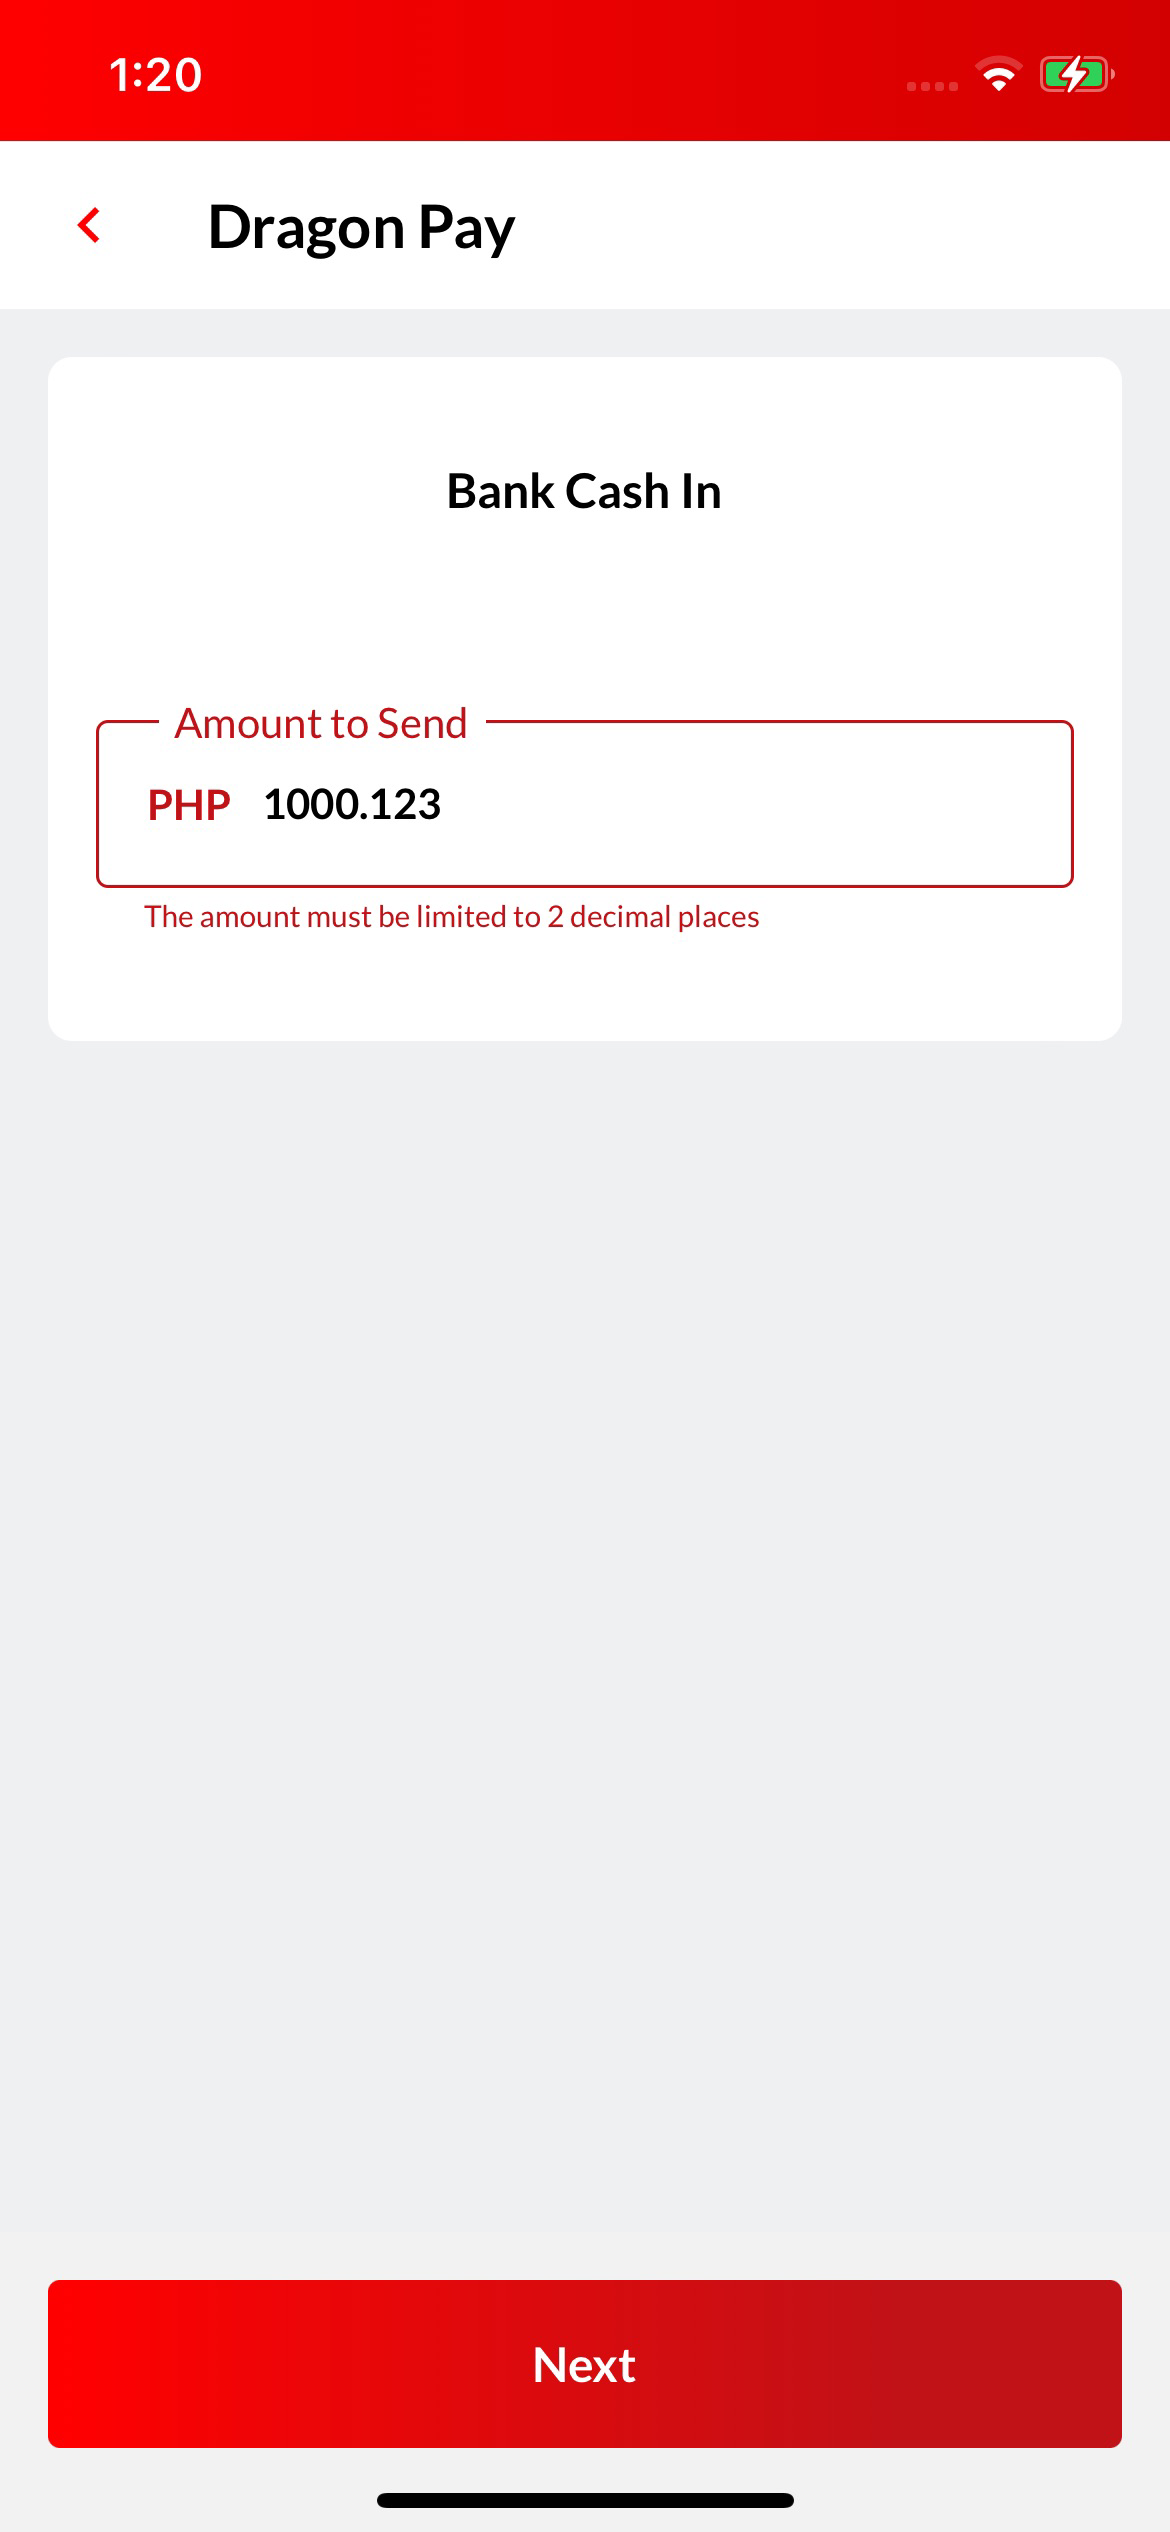 1:20
Dragon Pay
Bank Cash In
Amount to Send
PHP 1000.123
The amount must be limited to 2 decimal places
Next